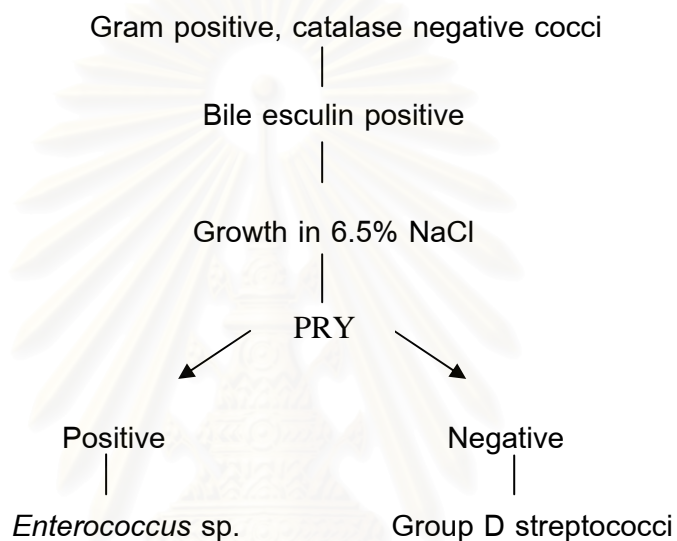 Gram positive, catalase negative cocci
Bile esculin positive
Growth in 6.5% NaCl
PRY
Positive Negative
Enterococcus sp. Group D streptococci